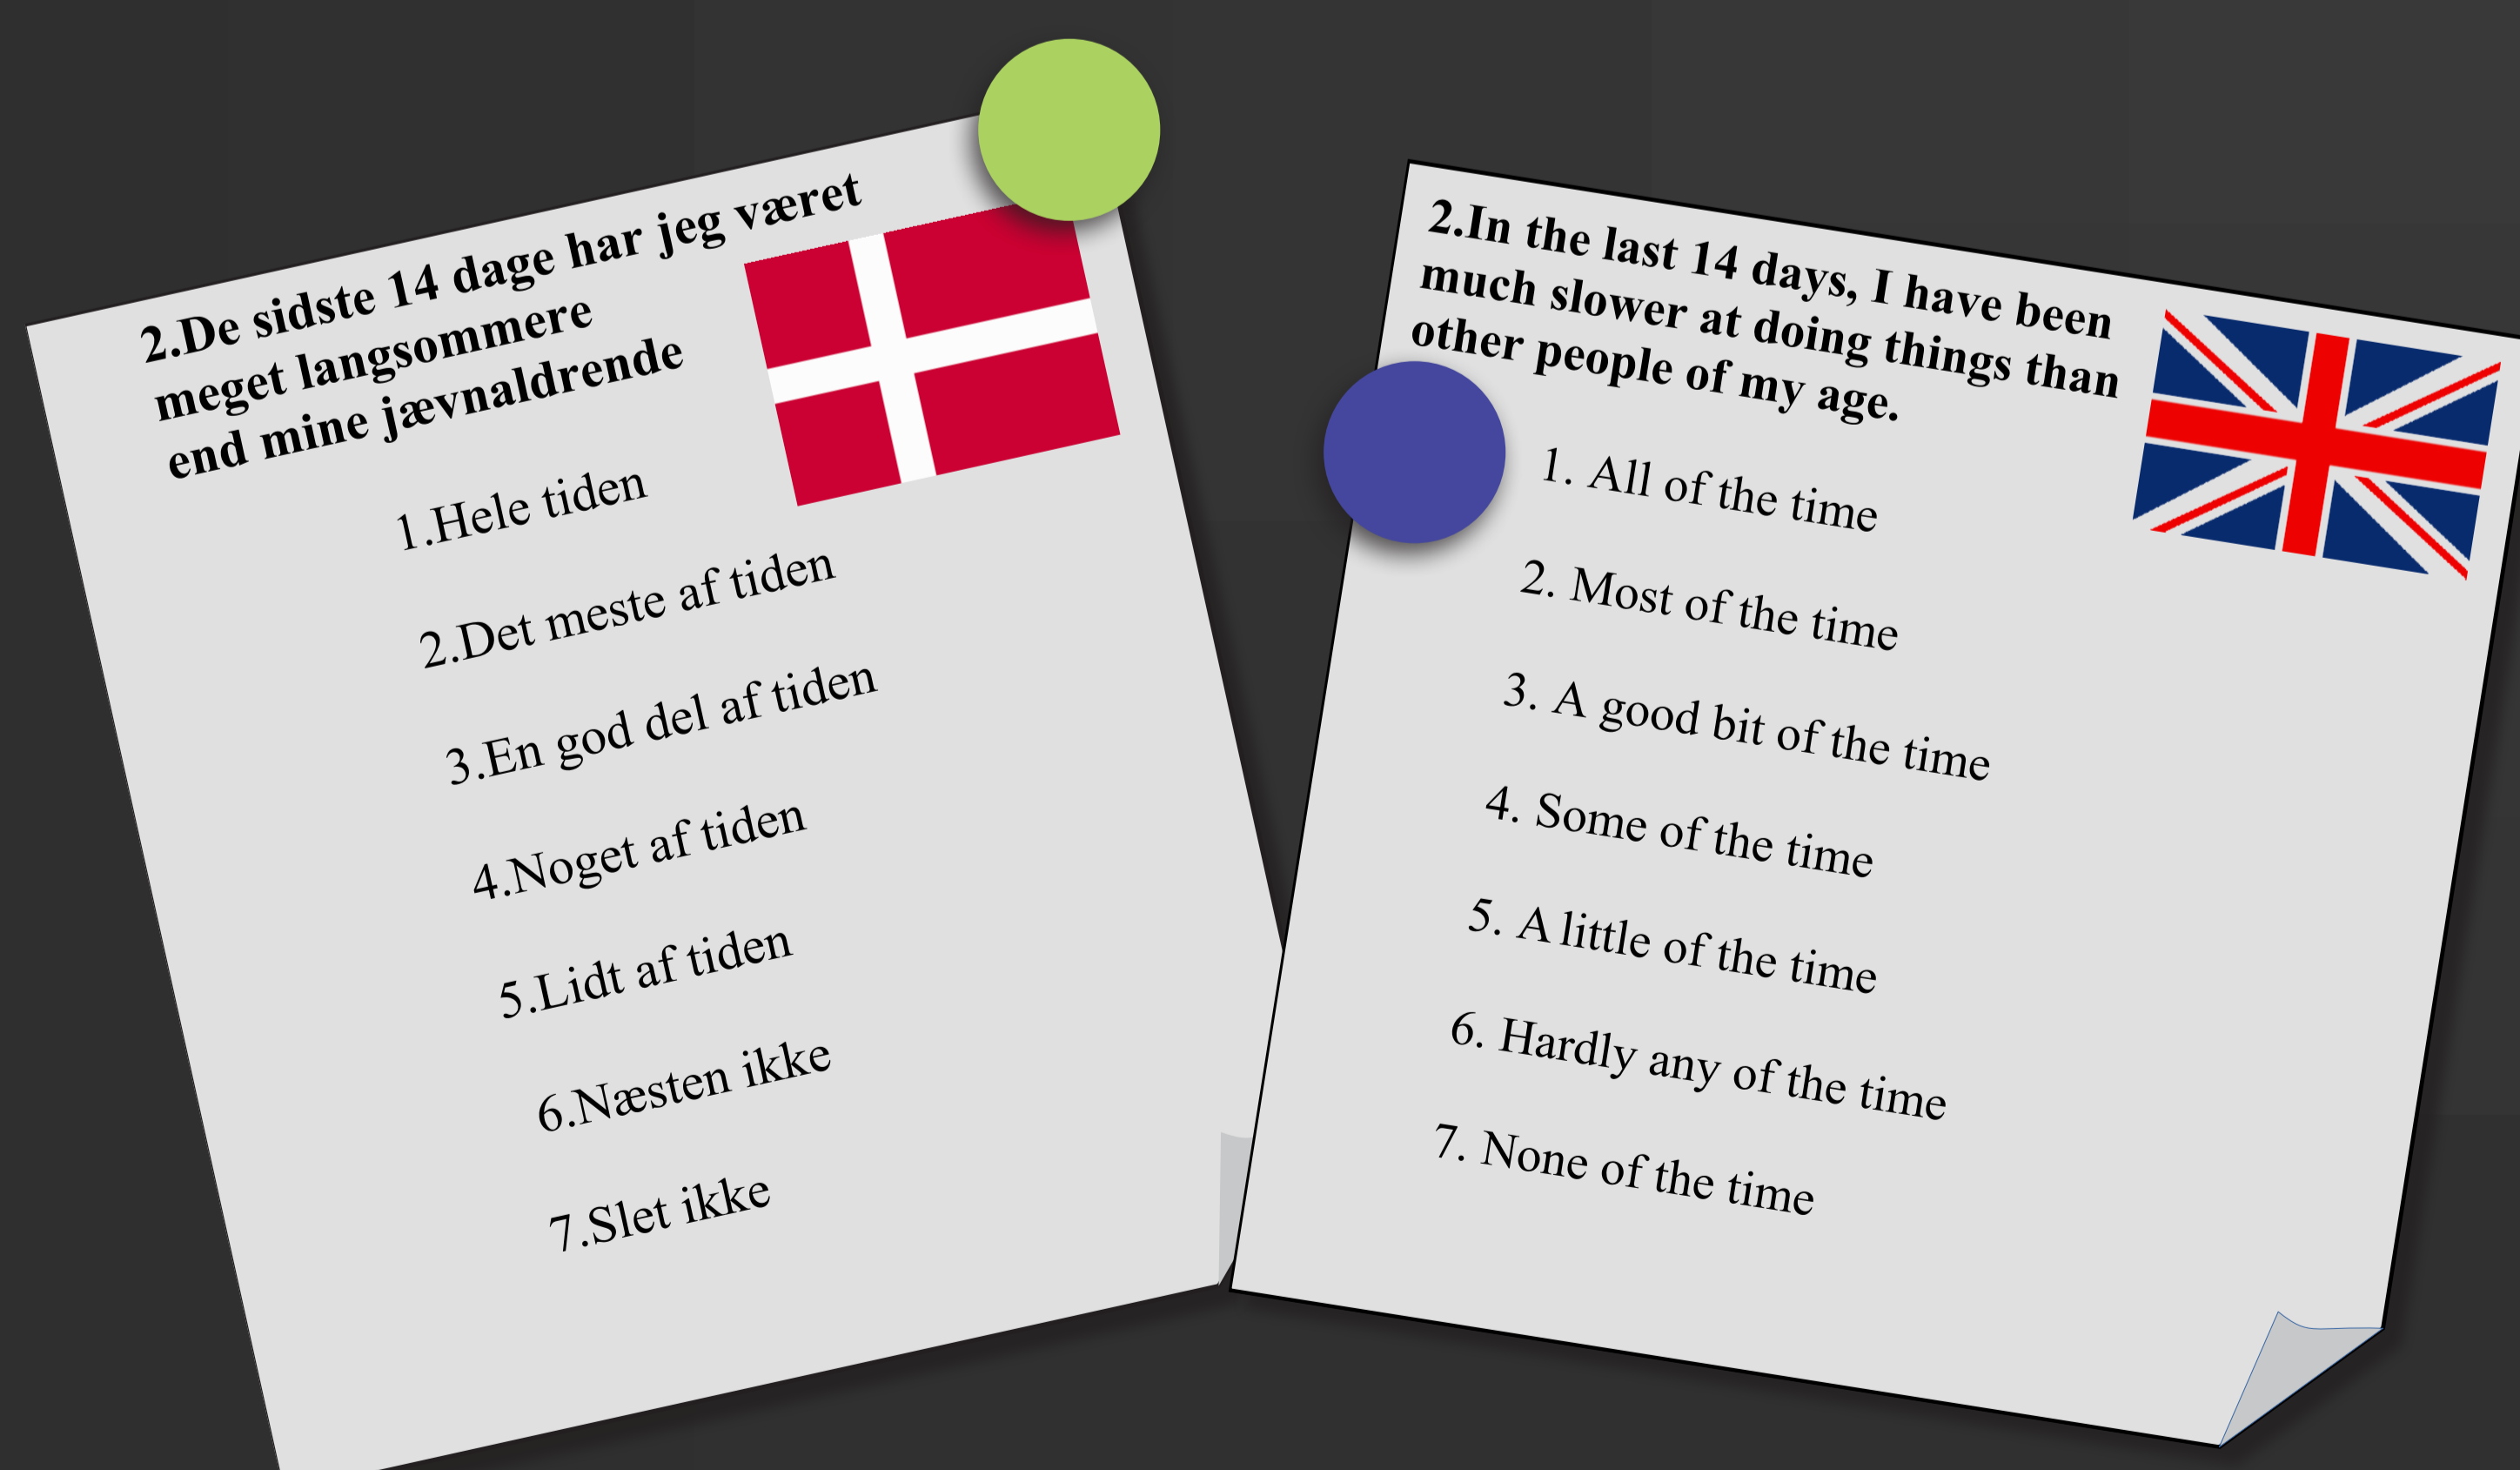 2.De sidste 14 dage har jeg været
meget langsommere
end mine jævnaldrende
1.Hele tiden
2.Det meste af tiden
3.En god del af tiden
4.Noget af tiden
5.Lidt af tiden
6.Næsten ikke
7.Slet ikke
2.In the last 14 days, I have been
much slower at doing things than
other people of my age.
1. All of the time
2. Most of the time
3. A good bit of the time
4. Some of the time
5. A little of the time
6. Hardly any of the time
7. None of the time